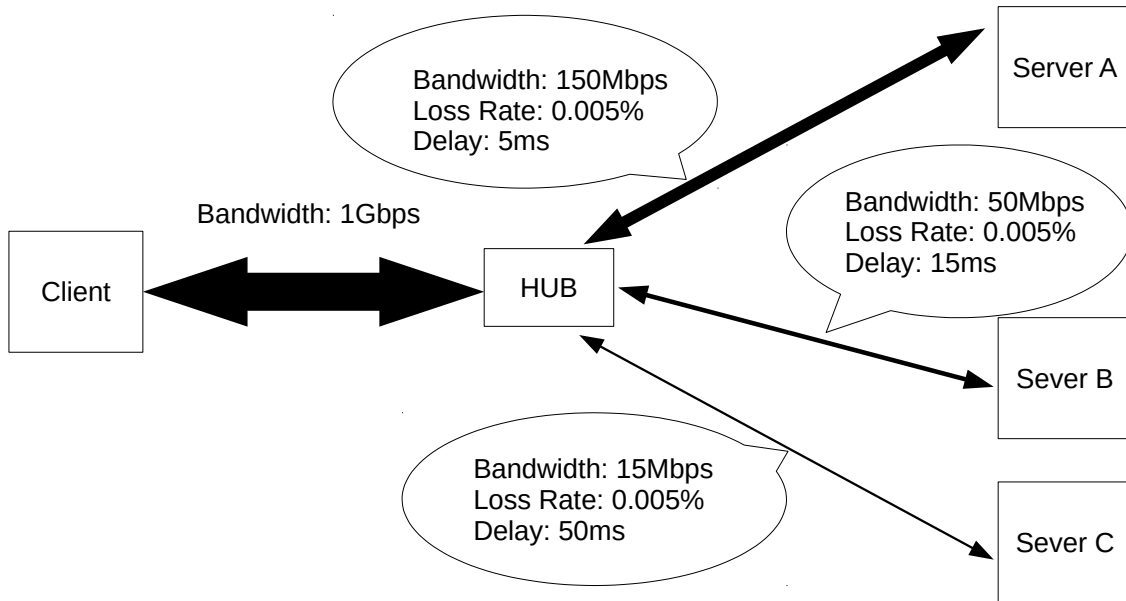 Bandwidth: 150Mbps
Loss Rate: 0.005%
Delay: 5ms
Server A
Bandwidth: 1Gbps
Bandwidth: 50Mbps
Loss Rate: 0.005%
Delay: 15ms
Client
HUB
Sever B
Bandwidth: 15Mbps
Loss Rate: 0.005%
Delay: 50ms
Sever C